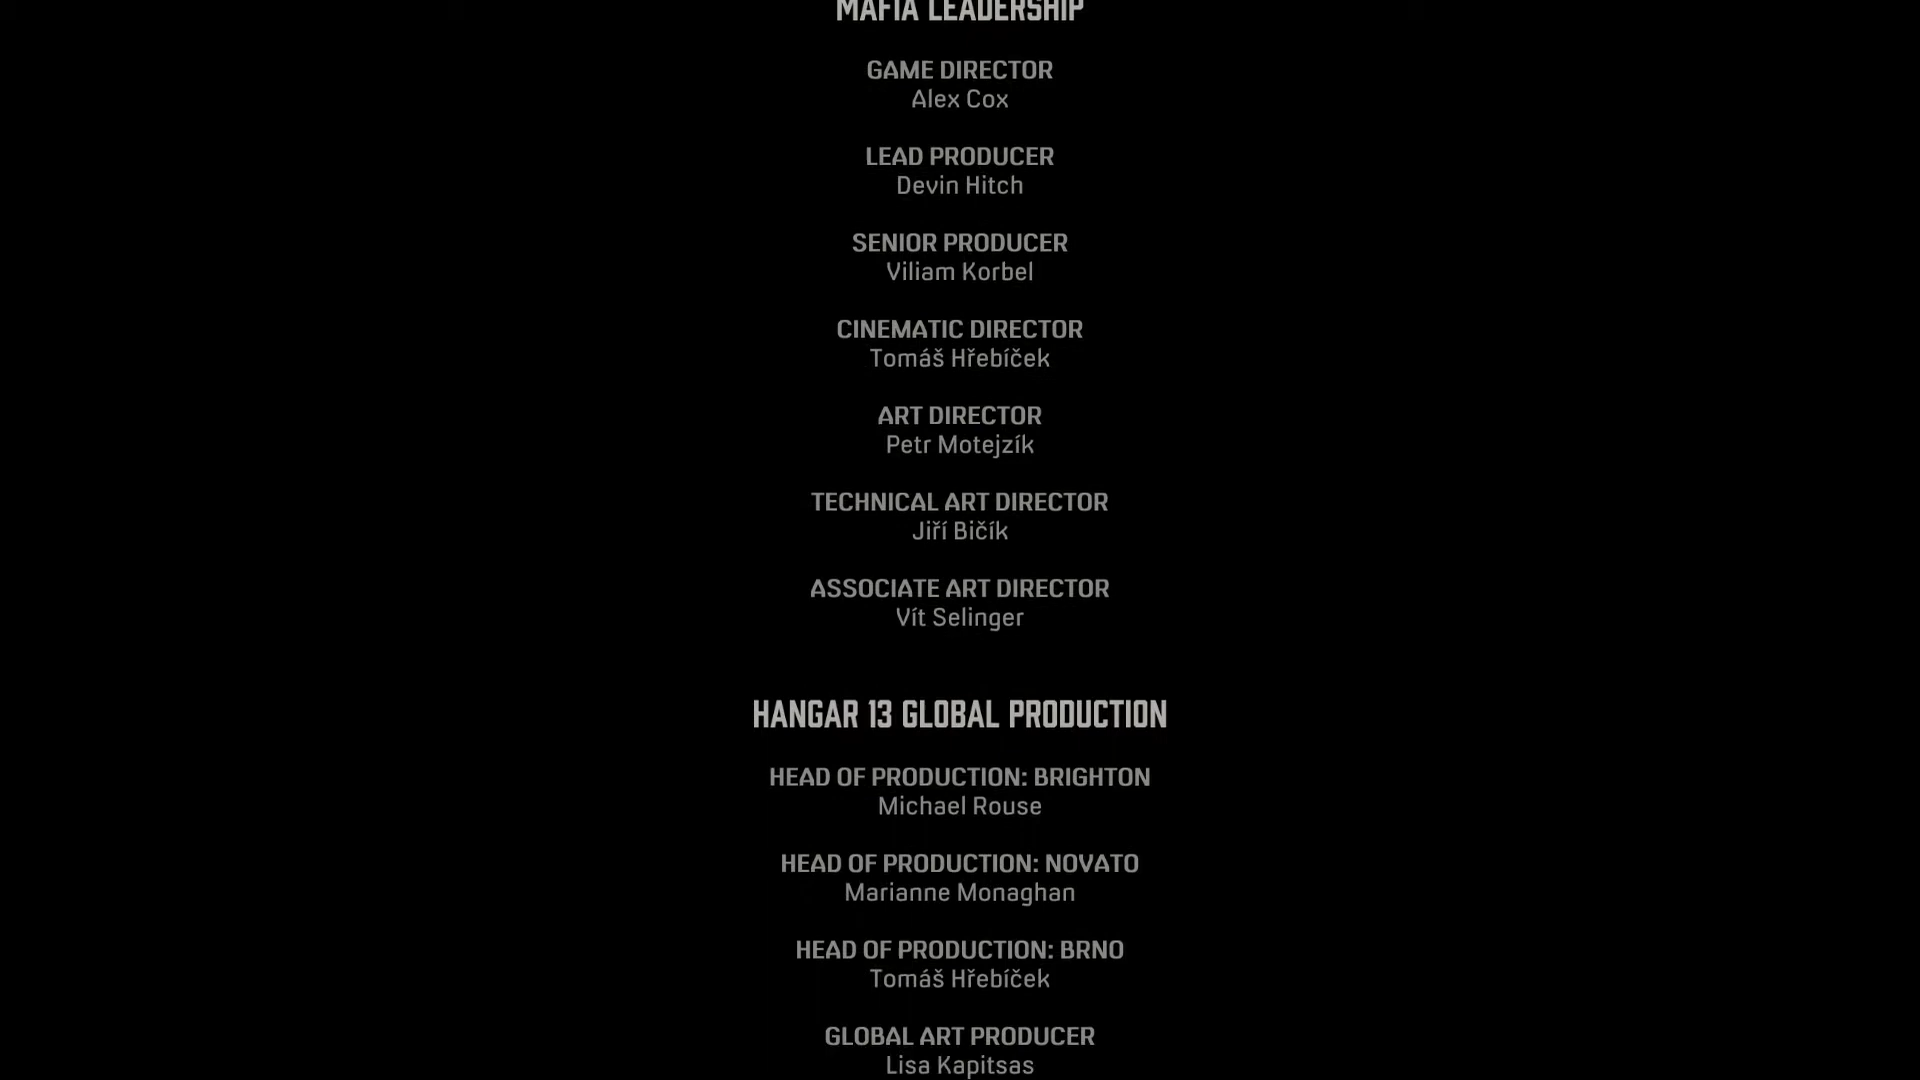 MAFIA LEADERSHIP
GAME DIRECTOR
Alex Cox
LEAD PRODUCER
Devin Hitch
SENIOR PRODUCER
Viliam Korbel
CINEMATIC DIRECTOR
Tomáš Hřebíček
ART DIRECTOR
Petr Motejzík
TECHNICAL ART DIRECTOR
Jiří Bičík
ASSOCIATE ART DIRECTOR
Vít Selinger
HANGAR 13 GLOBAL PRODUCTION
HEAD OF PRODUCTION: BRIGHTON
Michael Rouse
HEAD OF PRODUCTION: NOVATO
Marianne Monaghan
HEAD OF PRODUCTION: BRNO
Tomáš Hřebíček
GLOBAL ART PRODUCER
Lisa Kapitsas